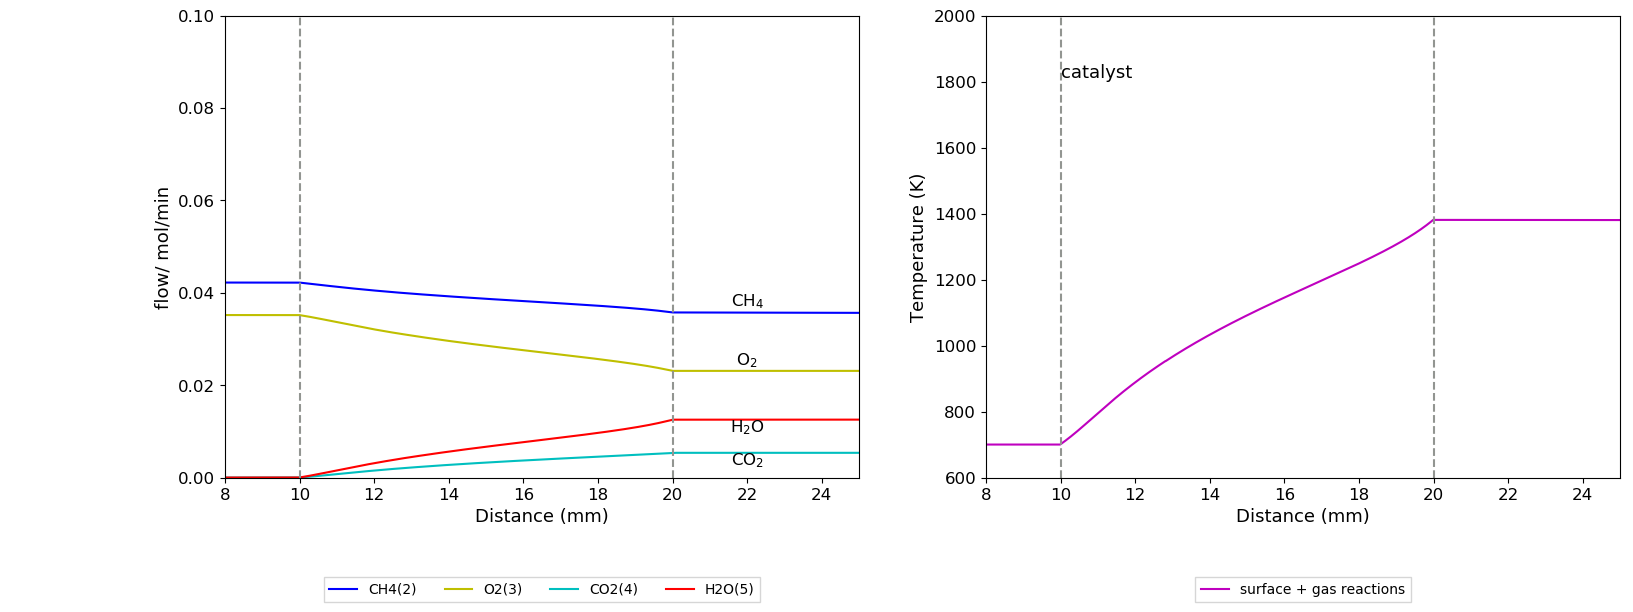 0.10
0.08
0.06
0.04
0.02
0.00
flow/ mol/min
CH₄
O₂
H₂O
CO₂
8 10 12 14 16 18 20 22 24
Distance (mm)
CH4(2) O2(3) CO2(4) H2O(5)
2000
1800
1600
1400
1200
1000
800
600
Temperature (K)
catalyst
8 10 12 14 16 18 20 22 24
Distance (mm)
surface + gas reactions